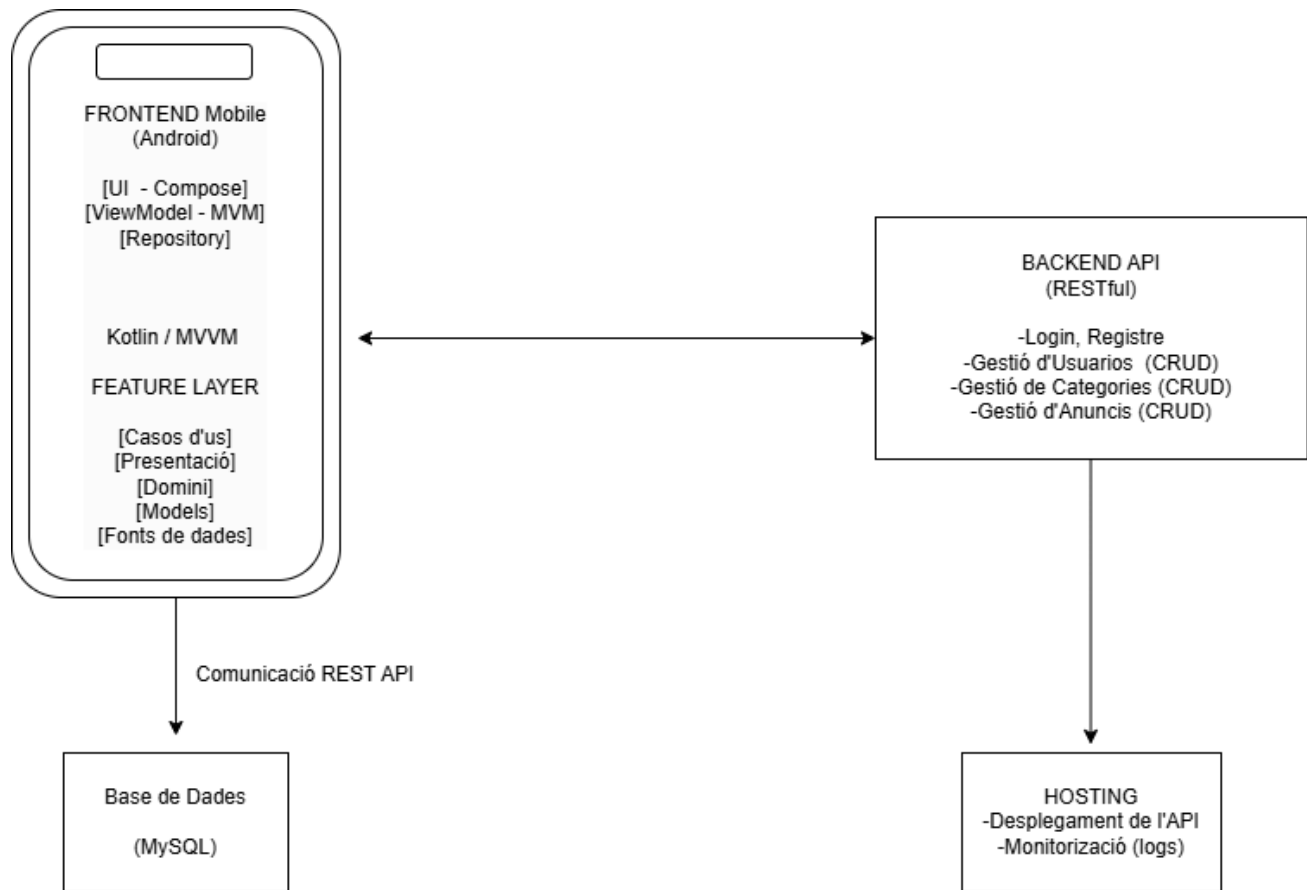 FRONTEND Mobile
(Android)
[UI  - Compose]
[ViewModel - MVM]
[Repository]
Kotlin / MVVM
FEATURE LAYER
[Casos d'us]
[Presentació]
[Domini]
[Models]
[Fonts de dades]
BACKEND API
(RESTful)
-Login, Registre
-Gestió d'Usuarios  (CRUD)
-Gestió de Categories (CRUD)
-Gestió d'Anuncis (CRUD)
Comunicació REST API
Base de Dades
(MySQL)
HOSTING
-Desplegament de l'API
-Monitorizació (logs)